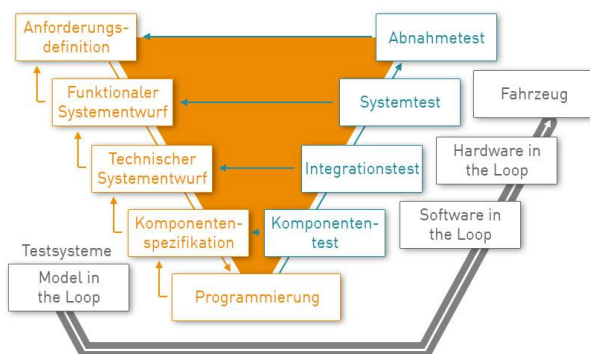 Anforderungs-
definition
Abnahmetest
Funktionaler
Systementwurf
Systemtest
Fahrzeug
Technischer
Systementwurf
Integrationstest
Hardware in
the Loop
Komponenten-
spezifikation
Komponenten-
test
Software in
the Loop
Testsysteme
Model in
the Loop
Programmierung